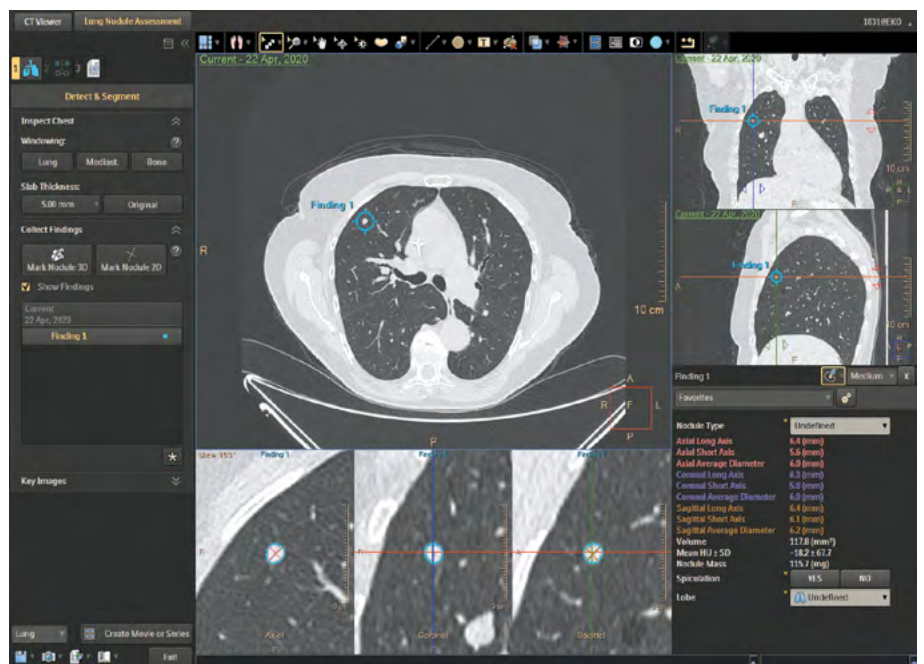 CT Viewer
Lung Nodule Assessment
1831@EKO
1
2
3
Detect & Segment
Inspect Chest
Windowing:
Lung
Mediast.
Bone
Slab Thickness:
5.00 mm
Original
Collect Findings
Mark Nodule 3D
Mark Nodule 2D
Show Findings
Current
22 Apr, 2020
Finding 1
Key Images
Lung
Create Movie or Series
Exit
Current - 22 Apr, 2020
Finding 1
R
10 cm
A
R F L
P
P
Current - 22 Apr, 2020
Finding 1
R
10 cm
F
Current - 22 Apr, 2020
Finding 1
A
10 cm
F
Finding 1
R
Axial
Finding 1
Coronal
Finding 1
A
Sagittal
Finding 1
Medium
X
Favorites
Nodule Type
Undefined
Axial Long Axis 6.4 (mm)
Axial Short Axis 5.6 (mm)
Axial Average Diameter 6.0 (mm)
Coronal Long Axis 6.3 (mm)
Coronal Short Axis 5.8 (mm)
Coronal Average Diameter 6.0 (mm)
Sagittal Long Axis 6.4 (mm)
Sagittal Short Axis 6.1 (mm)
Sagittal Average Diameter 6.2 (mm)
Volume 117.8 (mm³)
Mean HU ± SD -18.2 ± 67.7
Nodule Mass 115.7 (mg)
Spiculation YES NO
Lobe Undefined